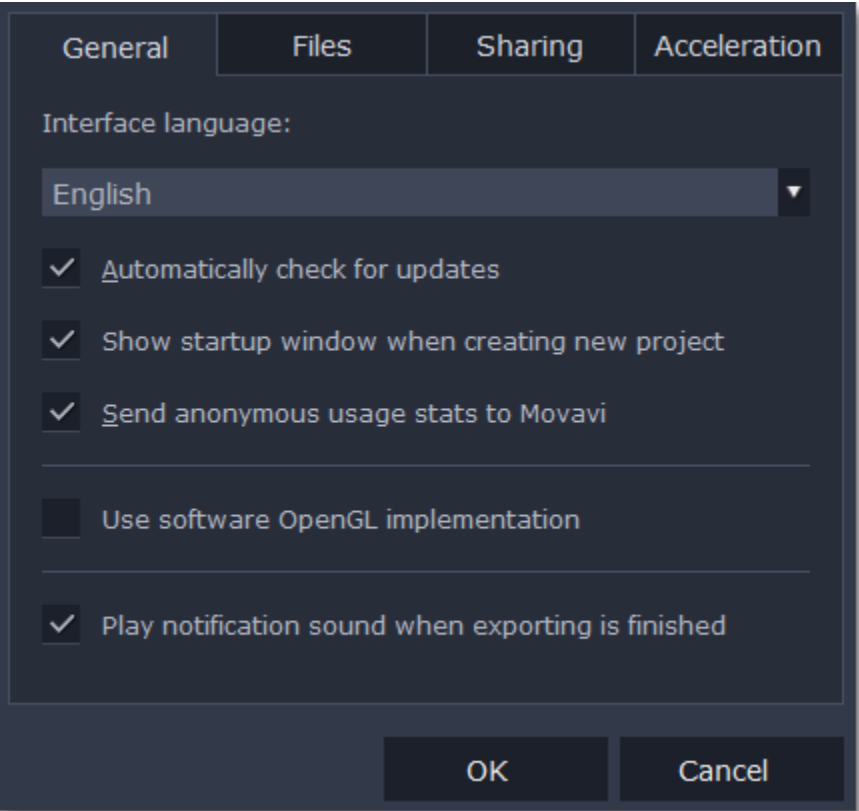 General Files Sharing Acceleration
Interface language:
English
Automatically check for updates
Show startup window when creating new project
Send anonymous usage stats to Movavi
Use software OpenGL implementation
Play notification sound when exporting is finished
OK Cancel